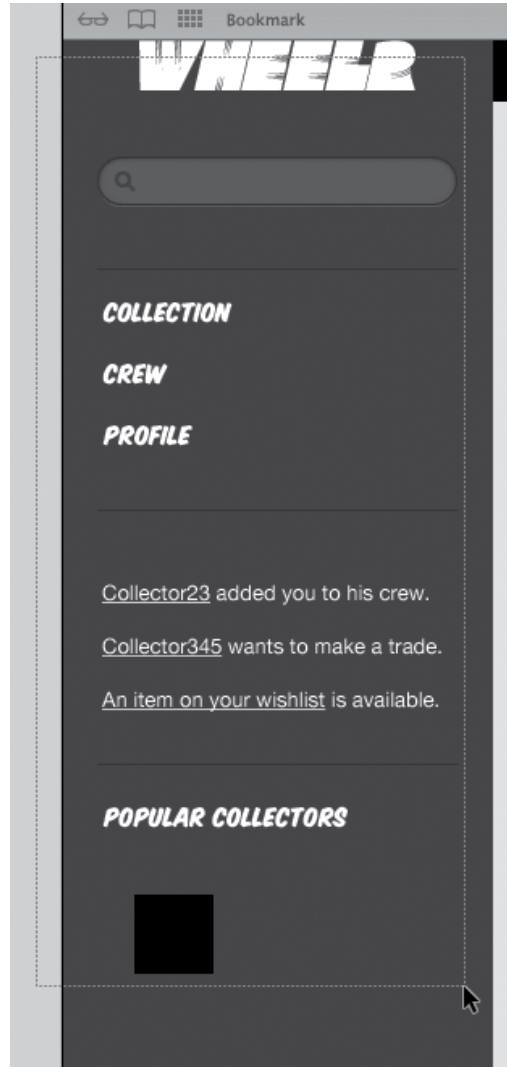 Bookmark
WHEELR
COLLECTION
CREW
PROFILE
Collector23 added you to his crew.
Collector345 wants to make a trade.
An item on your wishlist is available.
POPULAR COLLECTORS